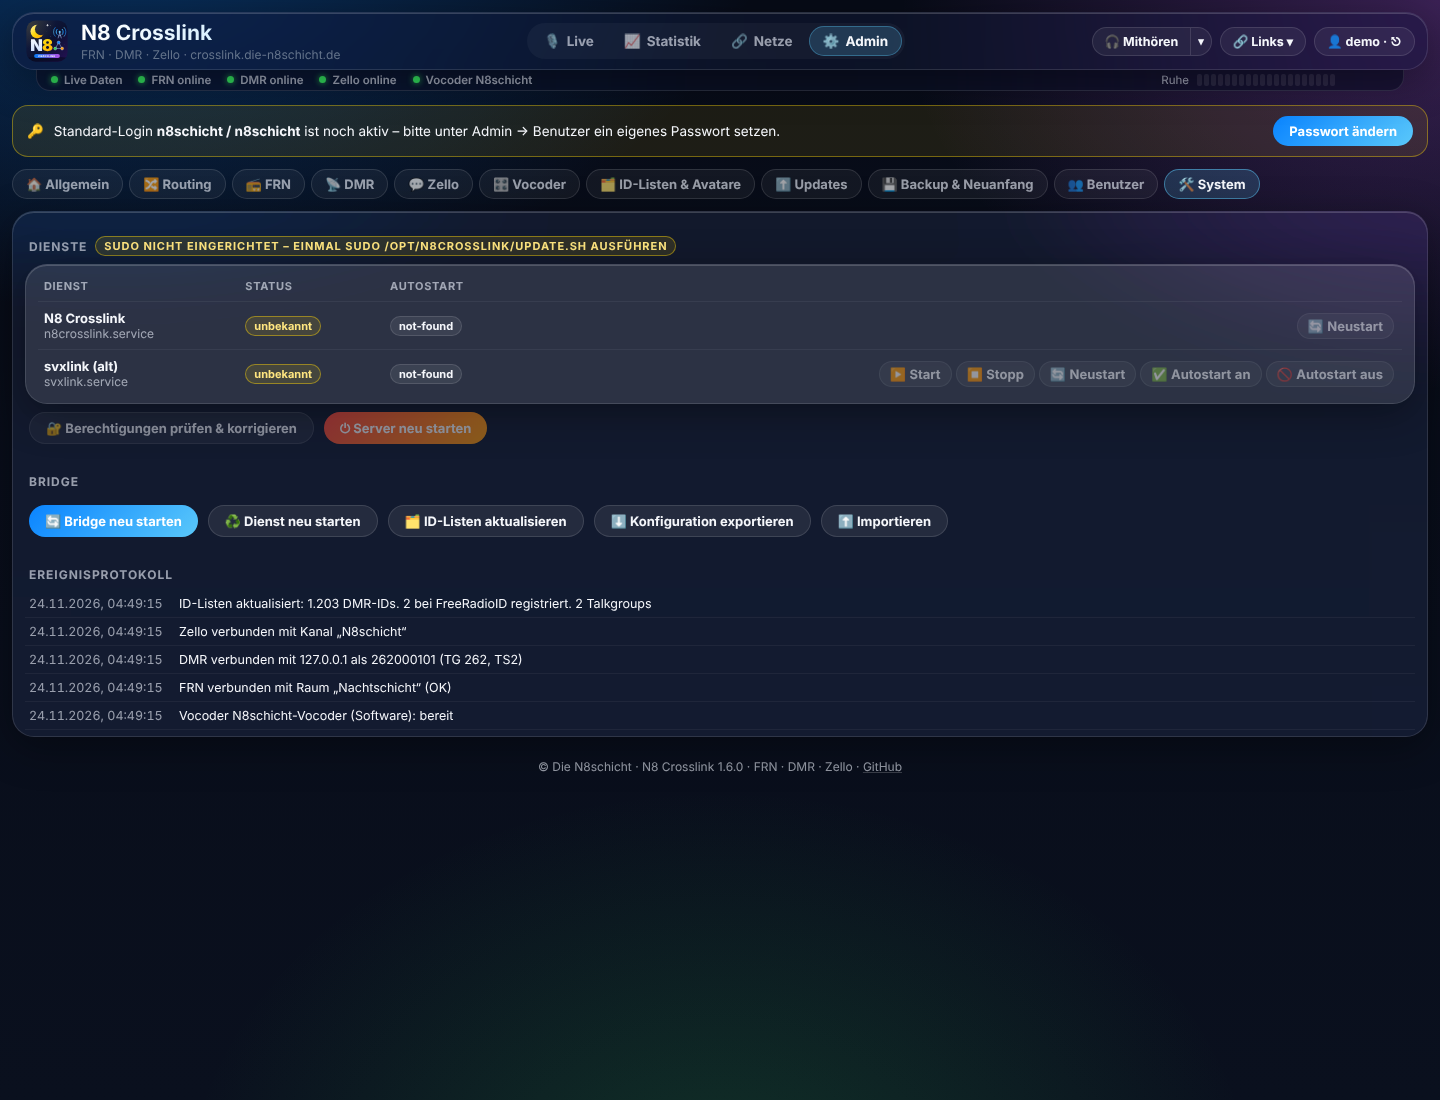 N8 Crosslink
FRN · DMR · Zello · crosslink.die-n8schicht.de
Live
Statistik
Netze
Admin
Mithören ▾
Links ▾
demo ·
Live Daten
FRN online
DMR online
Zello online
Vocoder N8schicht
Ruhe
Standard-Login n8schicht / n8schicht ist noch aktiv – bitte unter Admin → Benutzer ein eigenes Passwort setzen.
Passwort ändern
Allgemein
Routing
FRN
DMR
Zello
Vocoder
ID-Listen & Avatare
Updates
Backup & Neuanfang
Benutzer
System
DIENSTE
SUDO NICHT EINGERICHTET – EINMAL SUDO /OPT/N8CROSSLINK/UPDATE.SH AUSFÜHREN
DIENST STATUS AUTOSTART
N8 Crosslink
n8crosslink.service
unbekannt
not-found
Neustart
svxlink (alt)
svxlink.service
unbekannt
not-found
Start
Stopp
Neustart
Autostart an
Autostart aus
Berechtigungen prüfen & korrigieren
Server neu starten
BRIDGE
Bridge neu starten
Dienst neu starten
ID-Listen aktualisieren
Konfiguration exportieren
Importieren
EREIGNISPROTOKOLL
24.11.2026, 04:49:15 ID-Listen aktualisiert: 1.203 DMR-IDs. 2 bei FreeRadioID registriert. 2 Talkgroups
24.11.2026, 04:49:15 Zello verbunden mit Kanal „N8schicht“
24.11.2026, 04:49:15 DMR verbunden mit 127.0.0.1 als 262000101 (TG 262, TS2)
24.11.2026, 04:49:15 FRN verbunden mit Raum „Nachtschicht“ (OK)
24.11.2026, 04:49:15 Vocoder N8schicht-Vocoder (Software): bereit
© Die N8schicht · N8 Crosslink 1.6.0 · FRN · DMR · Zello · GitHub